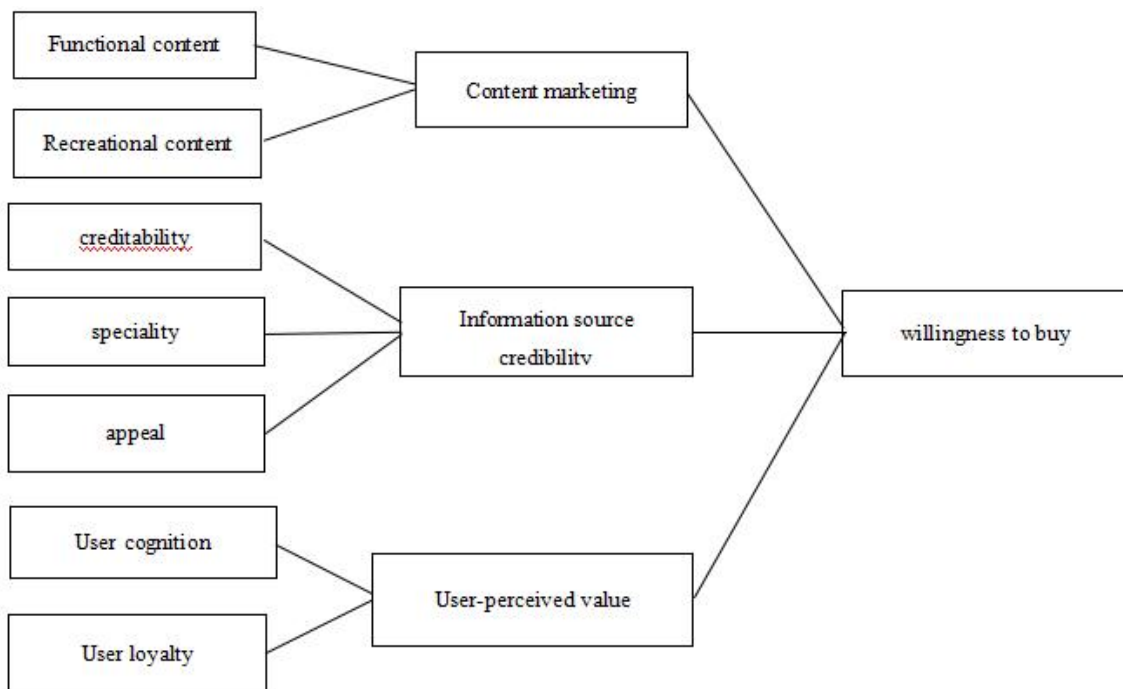 Functional content
Content marketing
Recreational content
creditability
speciality
Information source
credibility
willingness to buy
appeal
User cognition
User-perceived value
User loyalty